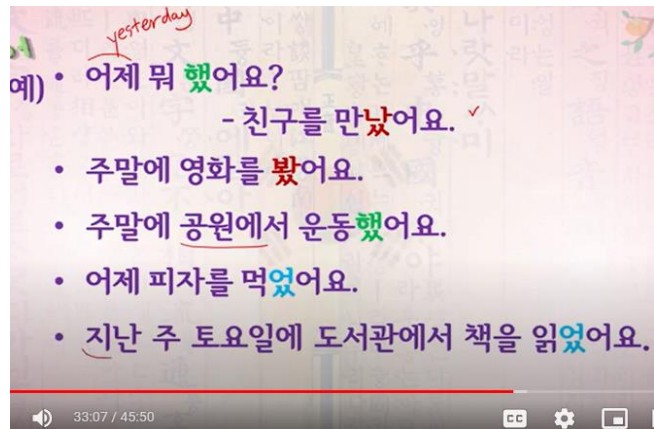 yesterday
예) • 어제 뭐 했어요?
- 친구를 만났어요.
• 주말에 영화를 봤어요.
• 주말에 공원에서 운동했어요.
• 어제 피자를 먹었어요.
• 지난 주 토요일에 도서관에서 책을 읽었어요.
33:07 / 45:50
CC